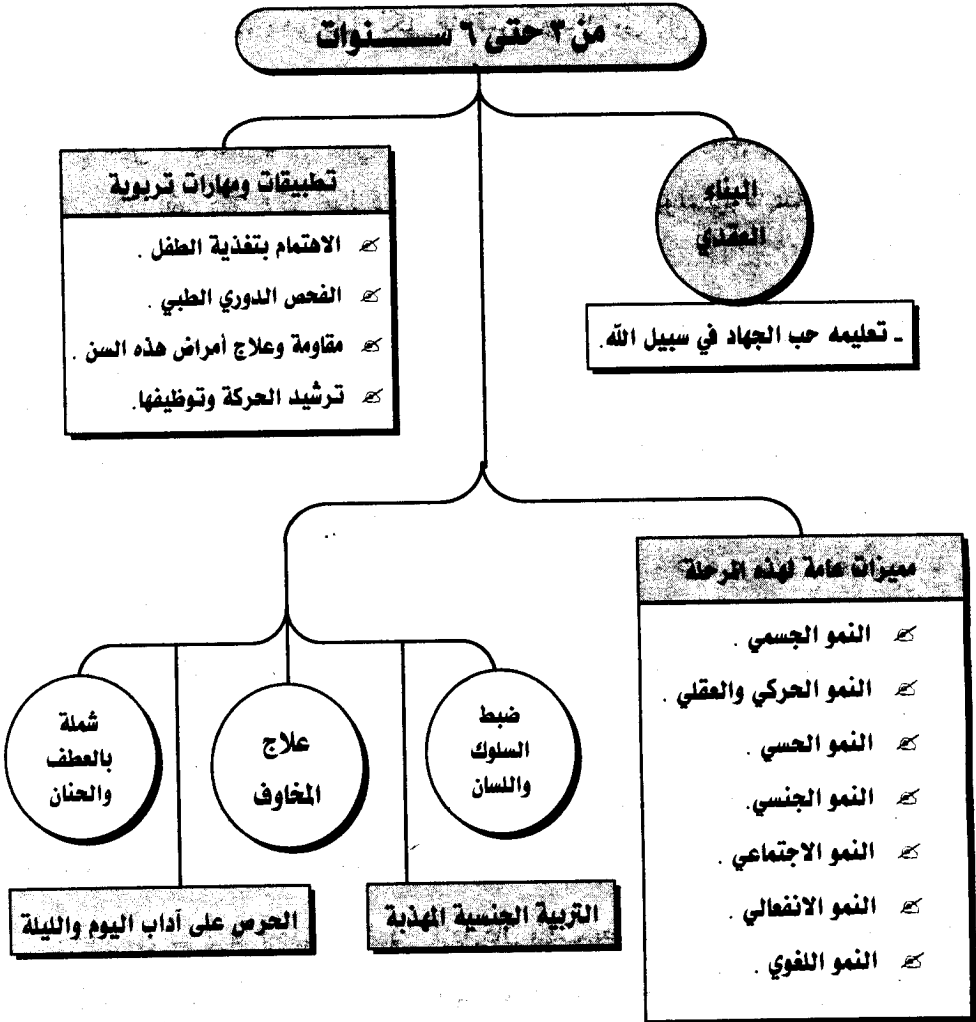 من ٣ حتى ٦ ســـنوات
البناء
العقدي
ـ تعليمه حب الجهاد في سبيل الله.
تطبيقات ومهارات تربوية
الاهتمام بتغذية الطفل .
الفحص الدوري الطبي .
مقاومة وعلاج أمراض هذه السن .
ترشيد الحركة وتوظيفها.
مميزات عامة لهذه المرحلة
النمو الجسمي .
النمو الحركي والعقلي .
النمو الحسي .
النمو الجنسي.
النمو الاجتماعي .
النمو الانفعالي .
النمو اللغوي .
ضبط
السلوك
واللسان
علاج
المخاوف
شملة
بالعطف
والحنان
التربية الجنسية المهذبة
الحرص على آداب اليوم والليلة